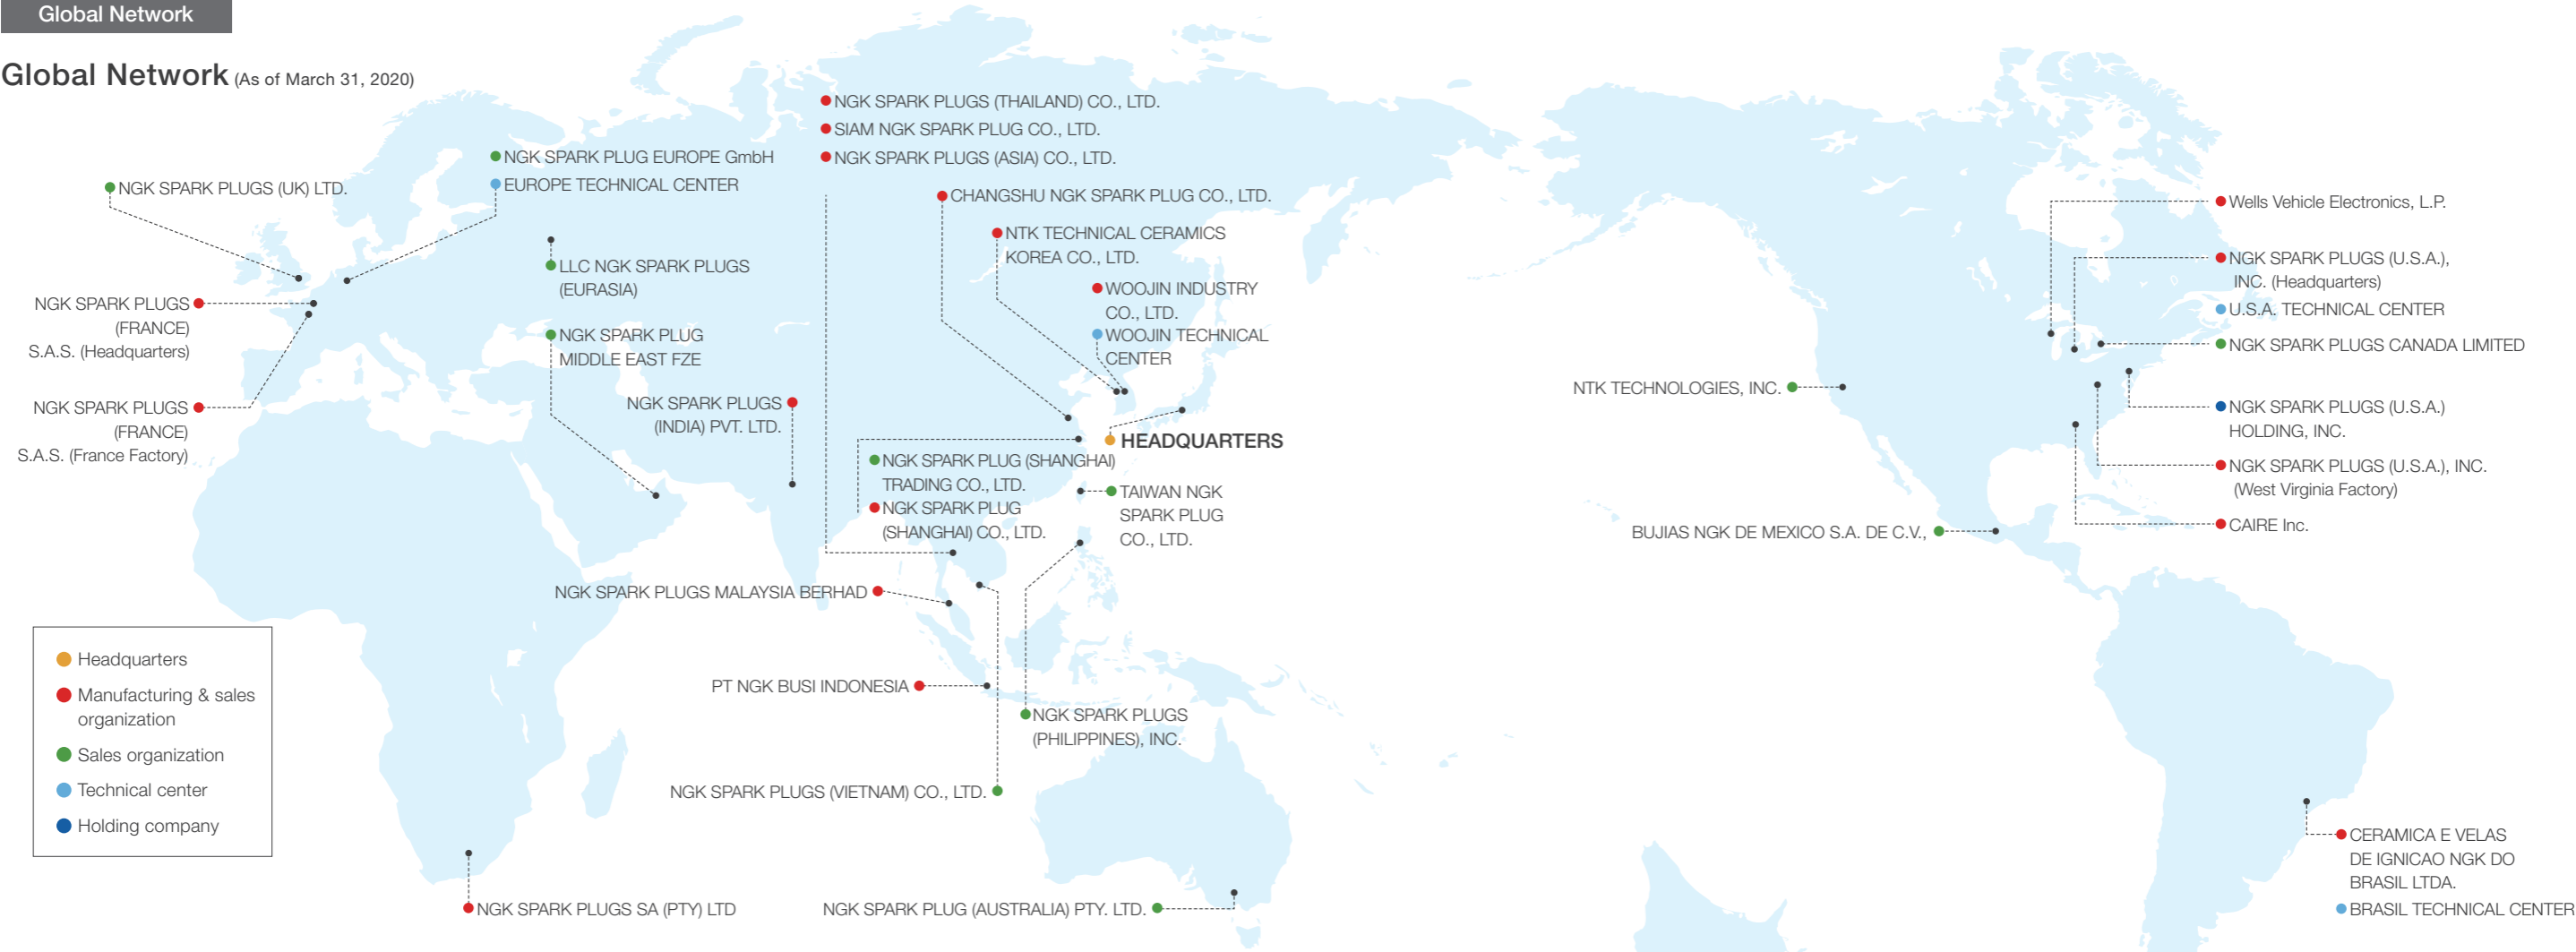 Global Network
Global Network (As of March 31, 2020)
NGK SPARK PLUGS (THAILAND) CO., LTD.
SIAM NGK SPARK PLUG CO., LTD.
NGK SPARK PLUGS (ASIA) CO., LTD.
NGK SPARK PLUG EUROPE GmbH
EUROPE TECHNICAL CENTER
NGK SPARK PLUGS (UK) LTD.
CHANGSHU NGK SPARK PLUG CO., LTD.
NTK TECHNICAL CERAMICS
KOREA CO., LTD.
LLC NGK SPARK PLUGS
(EURASIA)
WOOJIN INDUSTRY
CO., LTD.
WOOJIN TECHNICAL
CENTER
NGK SPARK PLUGS
(FRANCE)
S.A.S. (Headquarters)
NGK SPARK PLUG
MIDDLE EAST FZE
NGK SPARK PLUGS
(FRANCE)
S.A.S. (France Factory)
NGK SPARK PLUGS
(INDIA) PVT. LTD.
HEADQUARTERS
NGK SPARK PLUG (SHANGHAI)
TRADING CO., LTD.
NGK SPARK PLUG
(SHANGHAI) CO., LTD.
TAIWAN NGK
SPARK PLUG
CO., LTD.
NGK SPARK PLUGS MALAYSIA BERHAD
PT NGK BUSI INDONESIA
NGK SPARK PLUGS
(PHILIPPINES), INC.
NGK SPARK PLUGS (VIETNAM) CO., LTD.
NGK SPARK PLUGS SA (PTY) LTD
NGK SPARK PLUG (AUSTRALIA) PTY. LTD.
Headquarters
Manufacturing & sales
organization
Sales organization
Technical center
Holding company
Wells Vehicle Electronics, L.P.
NGK SPARK PLUGS (U.S.A.),
INC. (Headquarters)
U.S.A. TECHNICAL CENTER
NGK SPARK PLUGS CANADA LIMITED
NTK TECHNOLOGIES, INC.
NGK SPARK PLUGS (U.S.A.)
HOLDING, INC.
NGK SPARK PLUGS (U.S.A.), INC.
(West Virginia Factory)
CAIRE Inc.
BUJIAS NGK DE MEXICO S.A. DE C.V.,
CERAMICA E VELAS
DE IGNICAO NGK DO
BRASIL LTDA.
BRASIL TECHNICAL CENTER